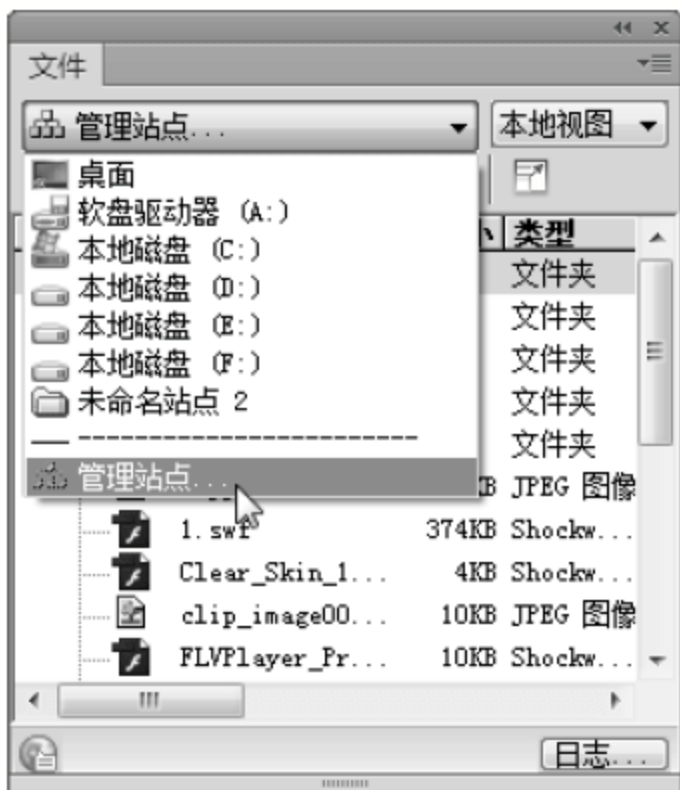 文件
管理站点... 本地视图
桌面
软盘驱动器 (A:)
本地磁盘 (C:) 类型
本地磁盘 (D:) 文件夹
本地磁盘 (E:) 文件夹
本地磁盘 (F:) 文件夹
未命名站点 2 文件夹
------------------------- 文件夹
管理站点...
JPEG 图像
1.swf 374KB Shockw...
Clear_Skin_1... 4KB Shockw...
clip_image00... 10KB JPEG 图像
FLVPlayer_Pr... 10KB Shockw...
日志...